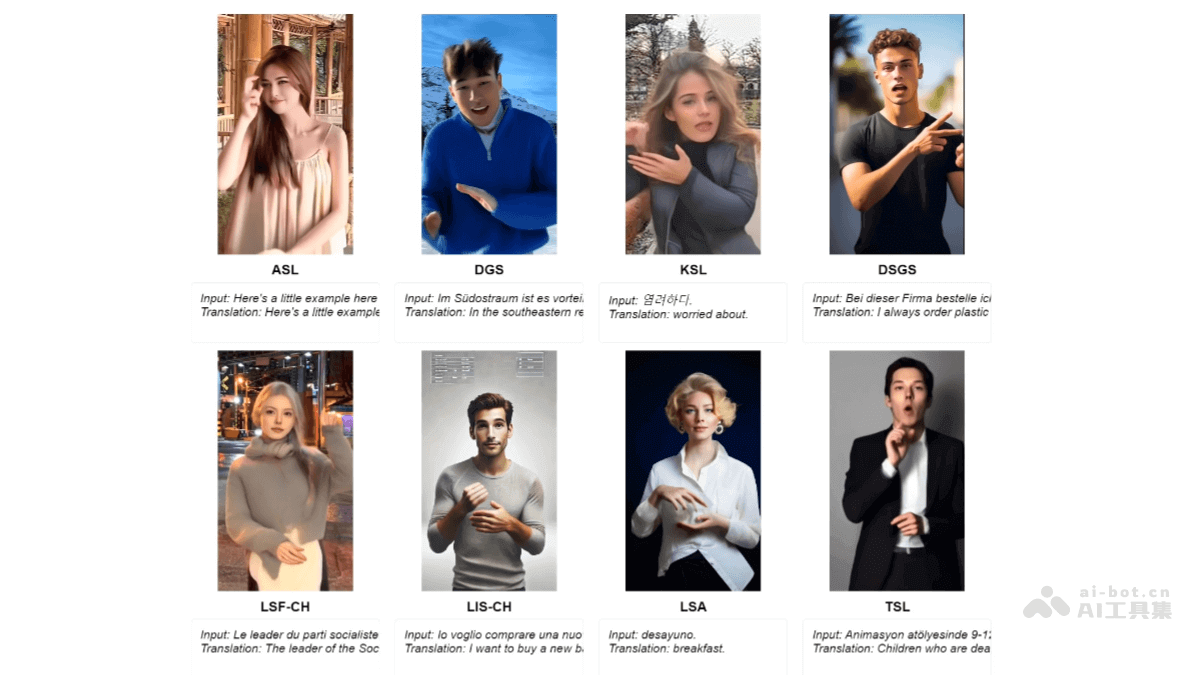 ASL
DGS
KSL
DSGS
Input: Here's a little example here
Translation: Here's a little example
Input: Im Südostraum ist es vorteil
Translation: In the southeastern re
Input: 염려하다.
Translation: worried about.
Input: Bei dieser Firma bestelle ich
Translation: I always order plastic
LSF-CH
LIS-CH
LSA
TSL
Input: Le leader du parti socialiste
Translation: The leader of the Soc
Input: Io voglio comprare una nuo
Translation: I want to buy a new b
Input: desayuno.
Translation: breakfast.
Input: Animasyon atölyesinde 9-12
Translation: Children who are dea
ai-bot.cn
AI工具集